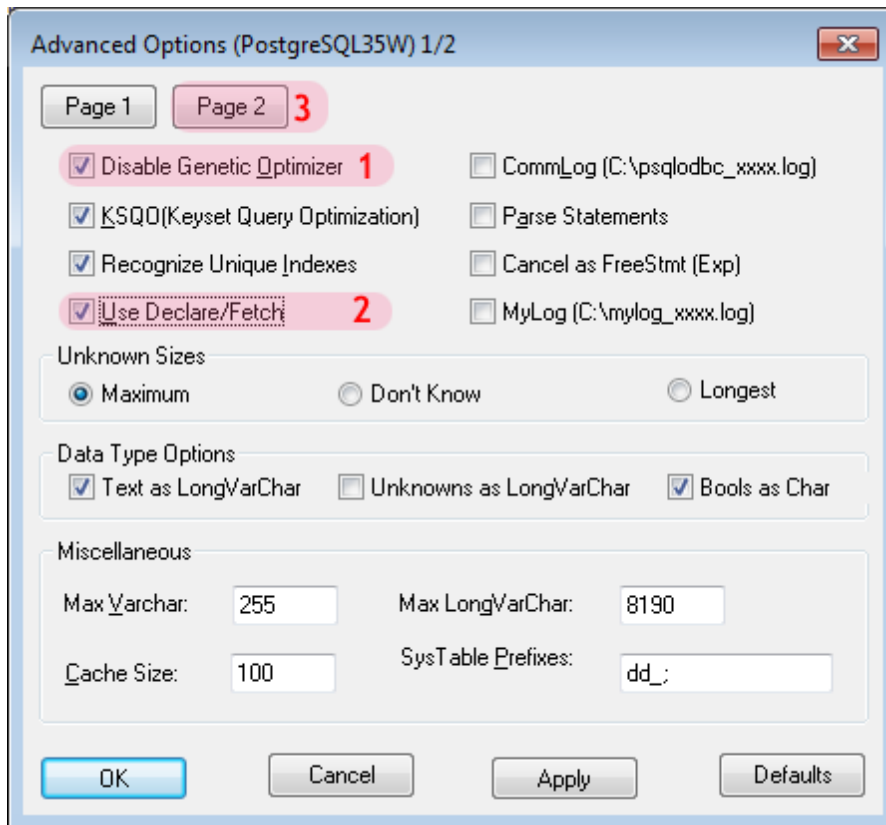 Advanced Options (PostgreSQL35W) 1/2
Page 1 Page 2 3
Disable Genetic Optimizer 1 CommLog (C:\psqlodbc_xxxx.log)
KSQO(Keyset Query Optimization) Parse Statements
Recognize Unique Indexes Cancel as FreeStmt (Exp)
Use Declare/Fetch 2 MyLog (C:\mylog_xxxx.log)
Unknown Sizes
Maximum Don't Know Longest
Data Type Options
Text as LongVarChar Unknowns as LongVarChar Bools as Char
Miscellaneous
Max Varchar: 255 Max LongVarChar: 8190
Cache Size: 100 SysTable Prefixes: dd_;
OK Cancel Apply Defaults